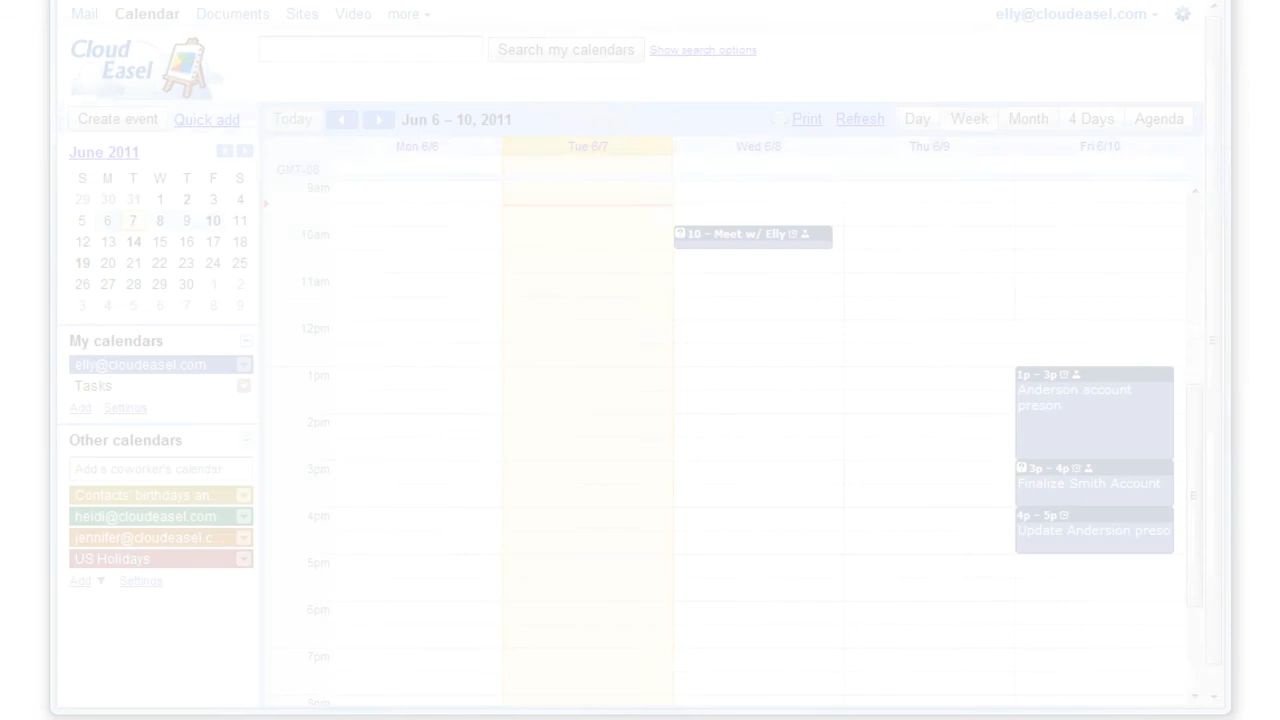 Mail Calendar Documents Sites Video more
elly@cloudeasel.com
Cloud
Easel
Search my calendars Show search options
Create event Quick add
Today Jun 6 – 10, 2011 Print Refresh Day Week Month 4 Days Agenda
Mon 6/6 Tue 6/7 Wed 6/8 Thu 6/9 Fri 6/10
June 2011
S M T W T F S
29 30 31 1 2 3 4
5 6 7 8 9 10 11
12 13 14 15 16 17 18
19 20 21 22 23 24 25
26 27 28 29 30 1 2
3 4 5 6 7 8 9
My calendars
elly@cloudeasel.com
Tasks
Add Settings
Other calendars
Add a coworker's calendar
Contacts' birthdays an
heidi@cloudeasel.com
jennifer@cloudeasel.c...
US Holidays
Add Settings
9am
10am
11am
12pm
1pm
2pm
3pm
4pm
5pm
6pm
7pm
8pm
10 – Meet w/ Elly
1p – 3p
Anderson account
preson
3p – 4p
Finalize Smith Account
4p – 5p
Update Andersion preso